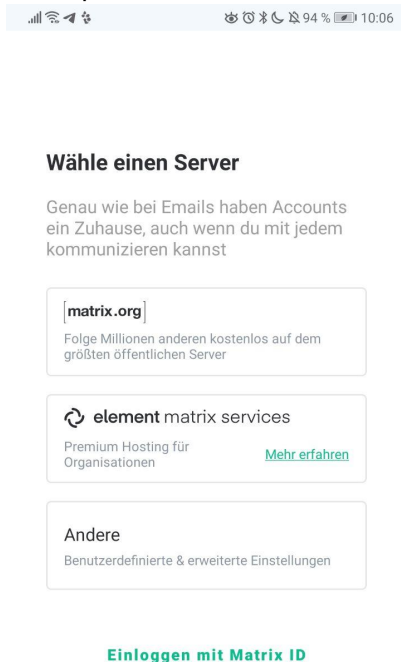 94 % 10:06
Wähle einen Server
Genau wie bei Emails haben Accounts
ein Zuhause, auch wenn du mit jedem
kommunizieren kannst
[matrix.org]
Folge Millionen anderen kostenlos auf dem
größten öffentlichen Server
element matrix services
Premium Hosting für
Organisationen
Mehr erfahren
Andere
Benutzerdefinierte & erweiterte Einstellungen
Einloggen mit Matrix ID